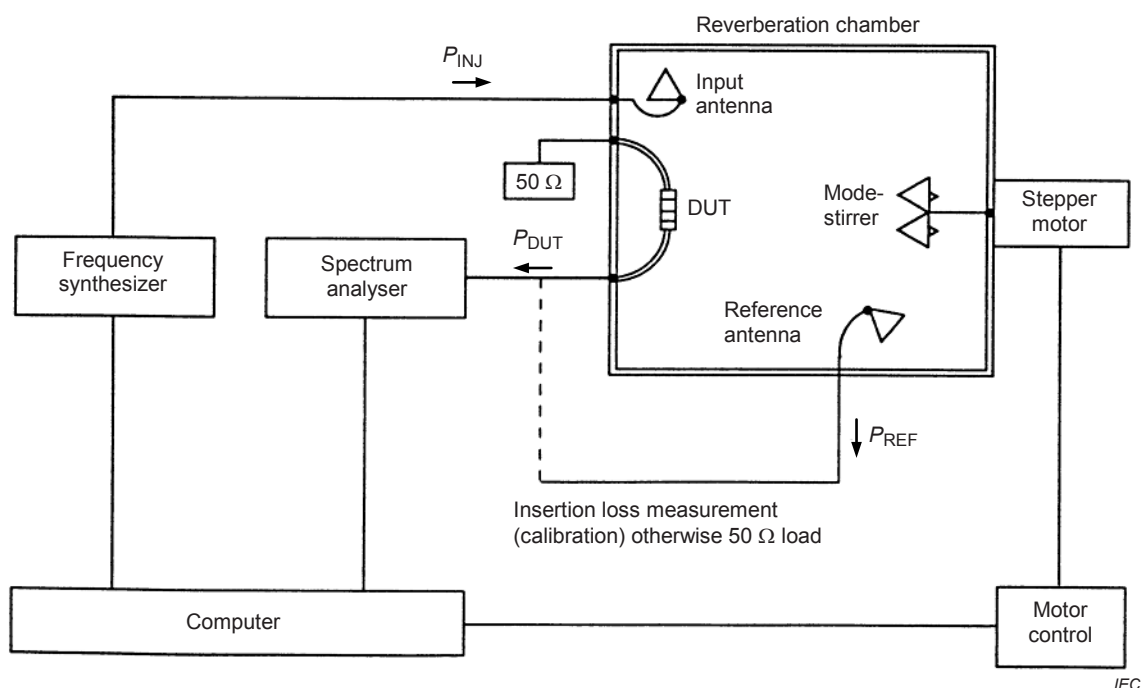 Reverberation chamber
P_INJ
Input
antenna
50 Ω
DUT
Mode-
stirrer
Stepper
motor
P_DUT
Frequency
synthesizer
Spectrum
analyser
Reference
antenna
P_REF
Insertion loss measurement
(calibration) otherwise 50 Ω load
Computer
Motor
control
IEC